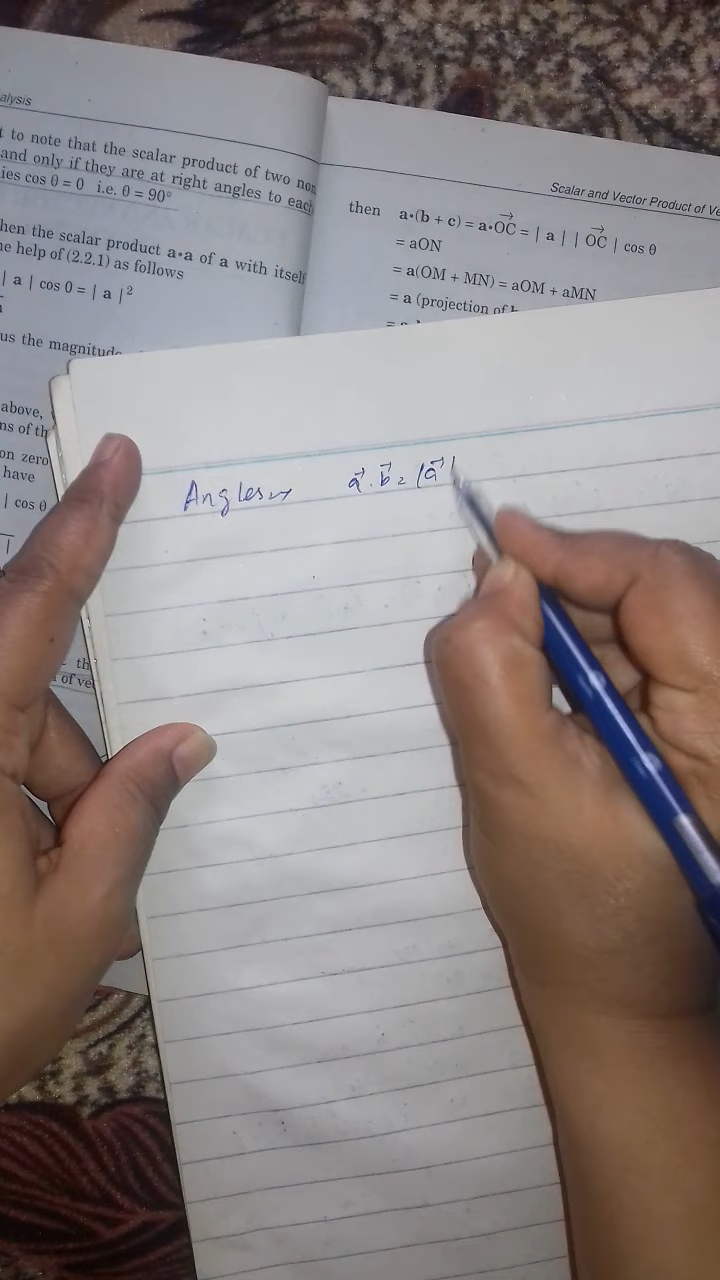 alysis
t to note that the scalar product of two non
and only if they are at right angles to each
ies cos θ = 0 i.e. θ = 90°
hen the scalar product a•a of a with itself
he help of (2.2.1) as follows
| a | cos θ = | a |²
us the magnitude
above,
ns of th
on zero
have
| cos θ
th
of ve
Scalar and Vector Product of Ve
then a•(b + c) = a•OC⃗ = | a | | OC⃗ | cos θ
= aON
= a(OM + MN) = aOM + aMN
= a (projection of
Angles
a⃗ . b⃗ = |a⃗|